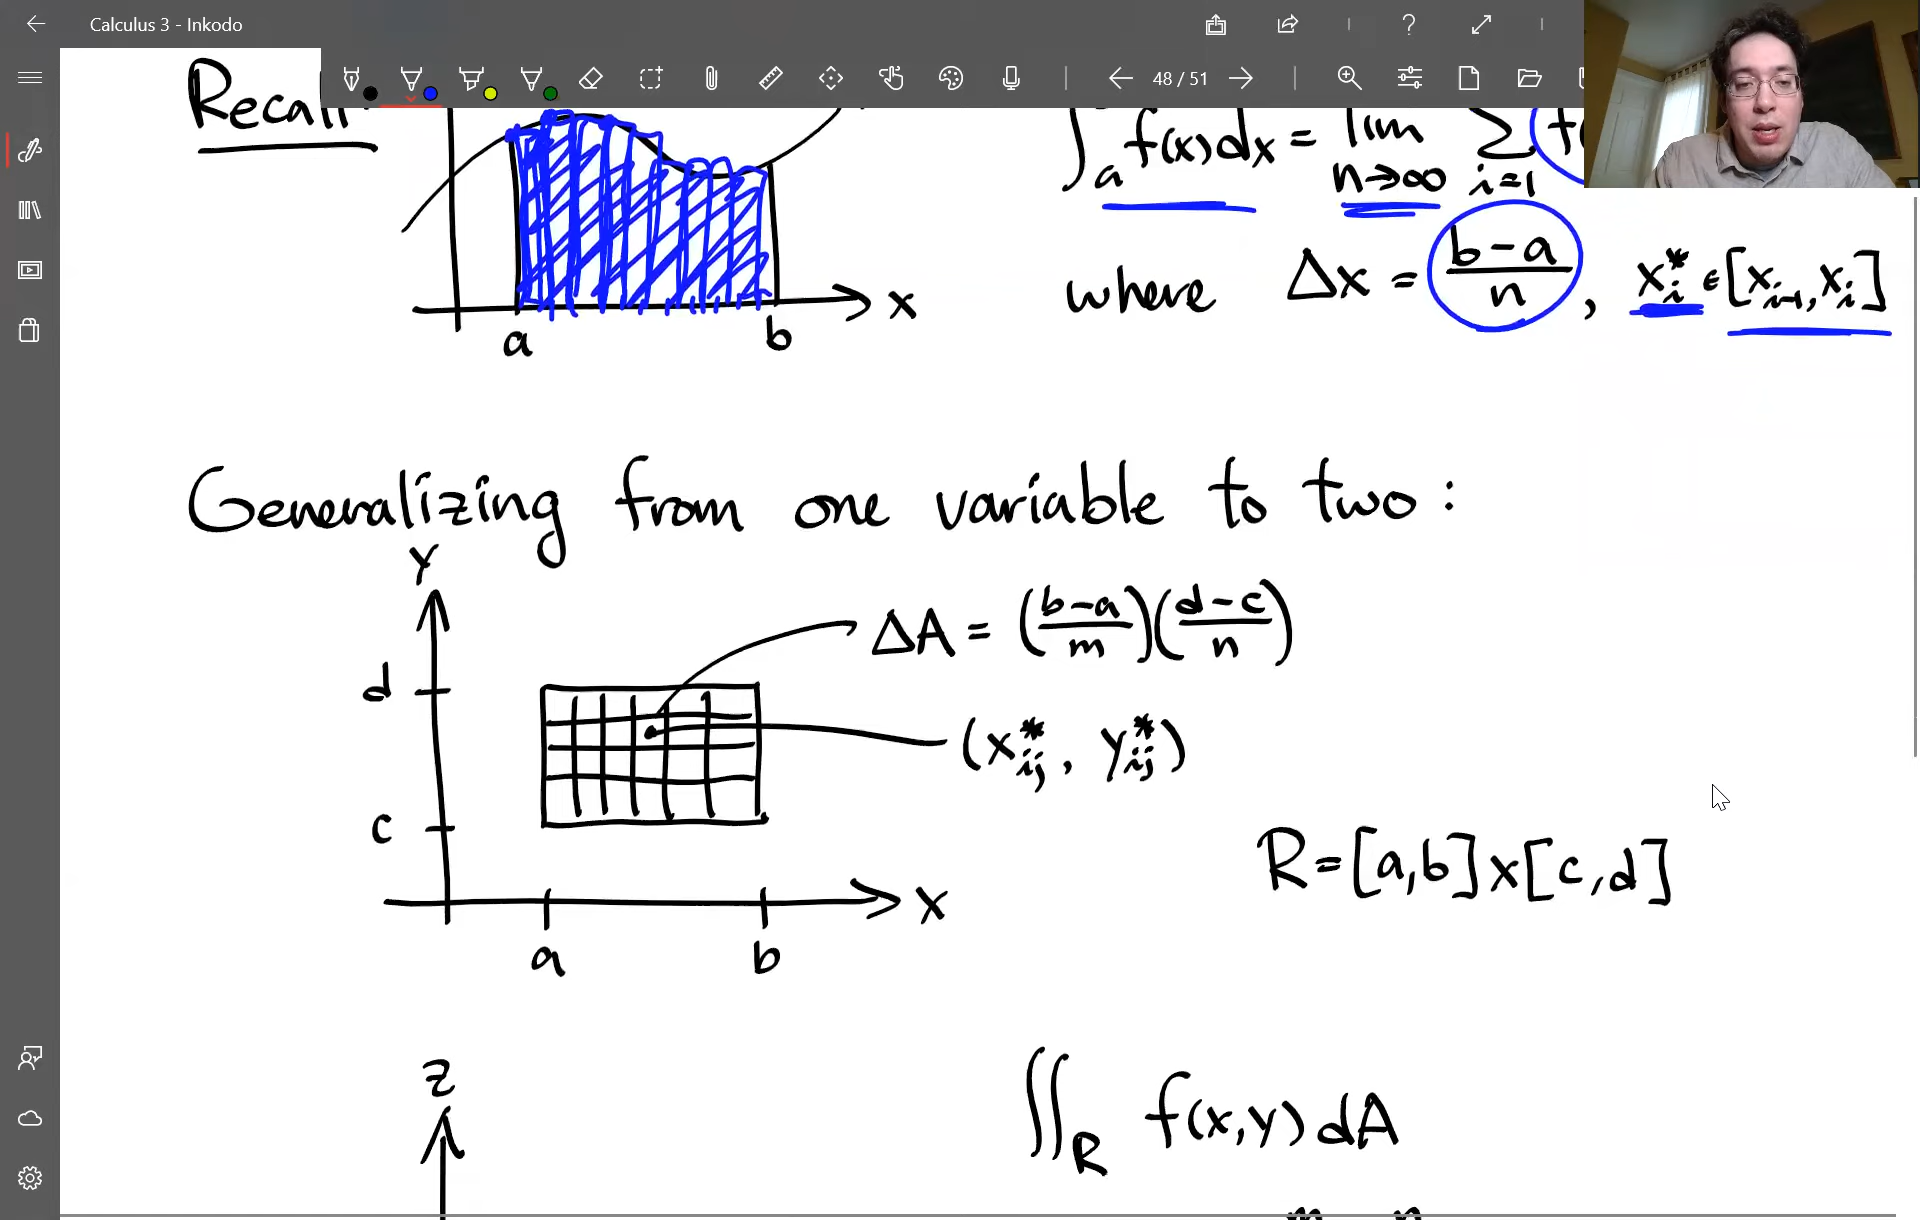 Calculus 3 - Inkodo
48 / 51
Recall
∫ₐ f(x)dx = lim n→∞ Σ i=1 f(
where Δx = (b-a)/n , xᵢ* ∈ [xᵢ₋₁, xᵢ]
x
a
b
Generalizing from one variable to two :
y
ΔA = ((b-a)/m)((d-c)/n)
d
(xᵢⱼ*, yᵢⱼ*)
c
R = [a,b] x [c,d]
x
a
b
z
∬_R f(x,y) dA
m n